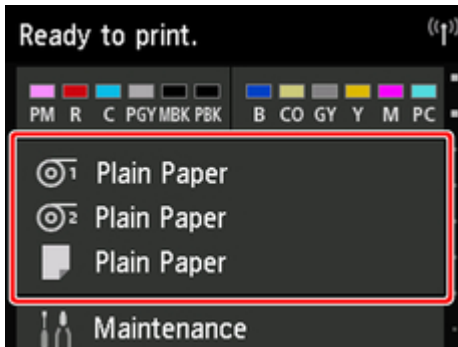 Ready to print.
PM R C PGY MBK PBK B CO GY Y M PC
1 Plain Paper
2 Plain Paper
Plain Paper
Maintenance